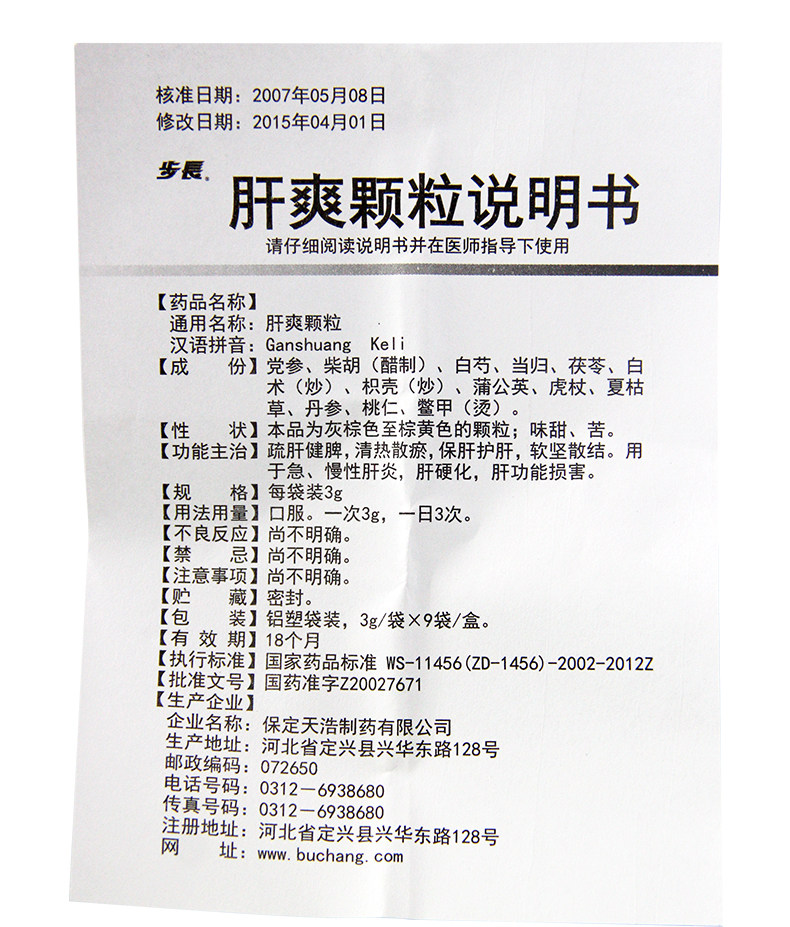 核准日期：2007年05月08日
修改日期：2015年04月01日
步長®
肝爽颗粒说明书
请仔细阅读说明书并在医师指导下使用
【药品名称】
通用名称：肝爽颗粒
汉语拼音：Ganshuang Keli
【成 份】党参、柴胡（醋制）、白芍、当归、茯苓、白
术（炒）、枳壳（炒）、蒲公英、虎杖、夏枯
草、丹参、桃仁、鳖甲（烫）。
【性 状】本品为灰棕色至棕黄色的颗粒；味甜、苦。
【功能主治】疏肝健脾,清热散瘀,保肝护肝,软坚散结。用
于急、慢性肝炎，肝硬化，肝功能损害。
【规 格】每袋装3g
【用法用量】口服。一次3g，一日3次。
【不良反应】尚不明确。
【禁 忌】尚不明确。
【注意事项】尚不明确。
【贮 藏】密封。
【包 装】铝塑袋装，3g/袋×9袋/盒。
【有 效 期】18个月
【执行标准】国家药品标准 WS-11456(ZD-1456)-2002-2012Z
【批准文号】国药准字Z20027671
【生产企业】
企业名称：保定天浩制药有限公司
生产地址：河北省定兴县兴华东路128号
邮政编码：072650
电话号码：0312－6938680
传真号码：0312－6938680
注册地址：河北省定兴县兴华东路128号
网 址：www.buchang.com